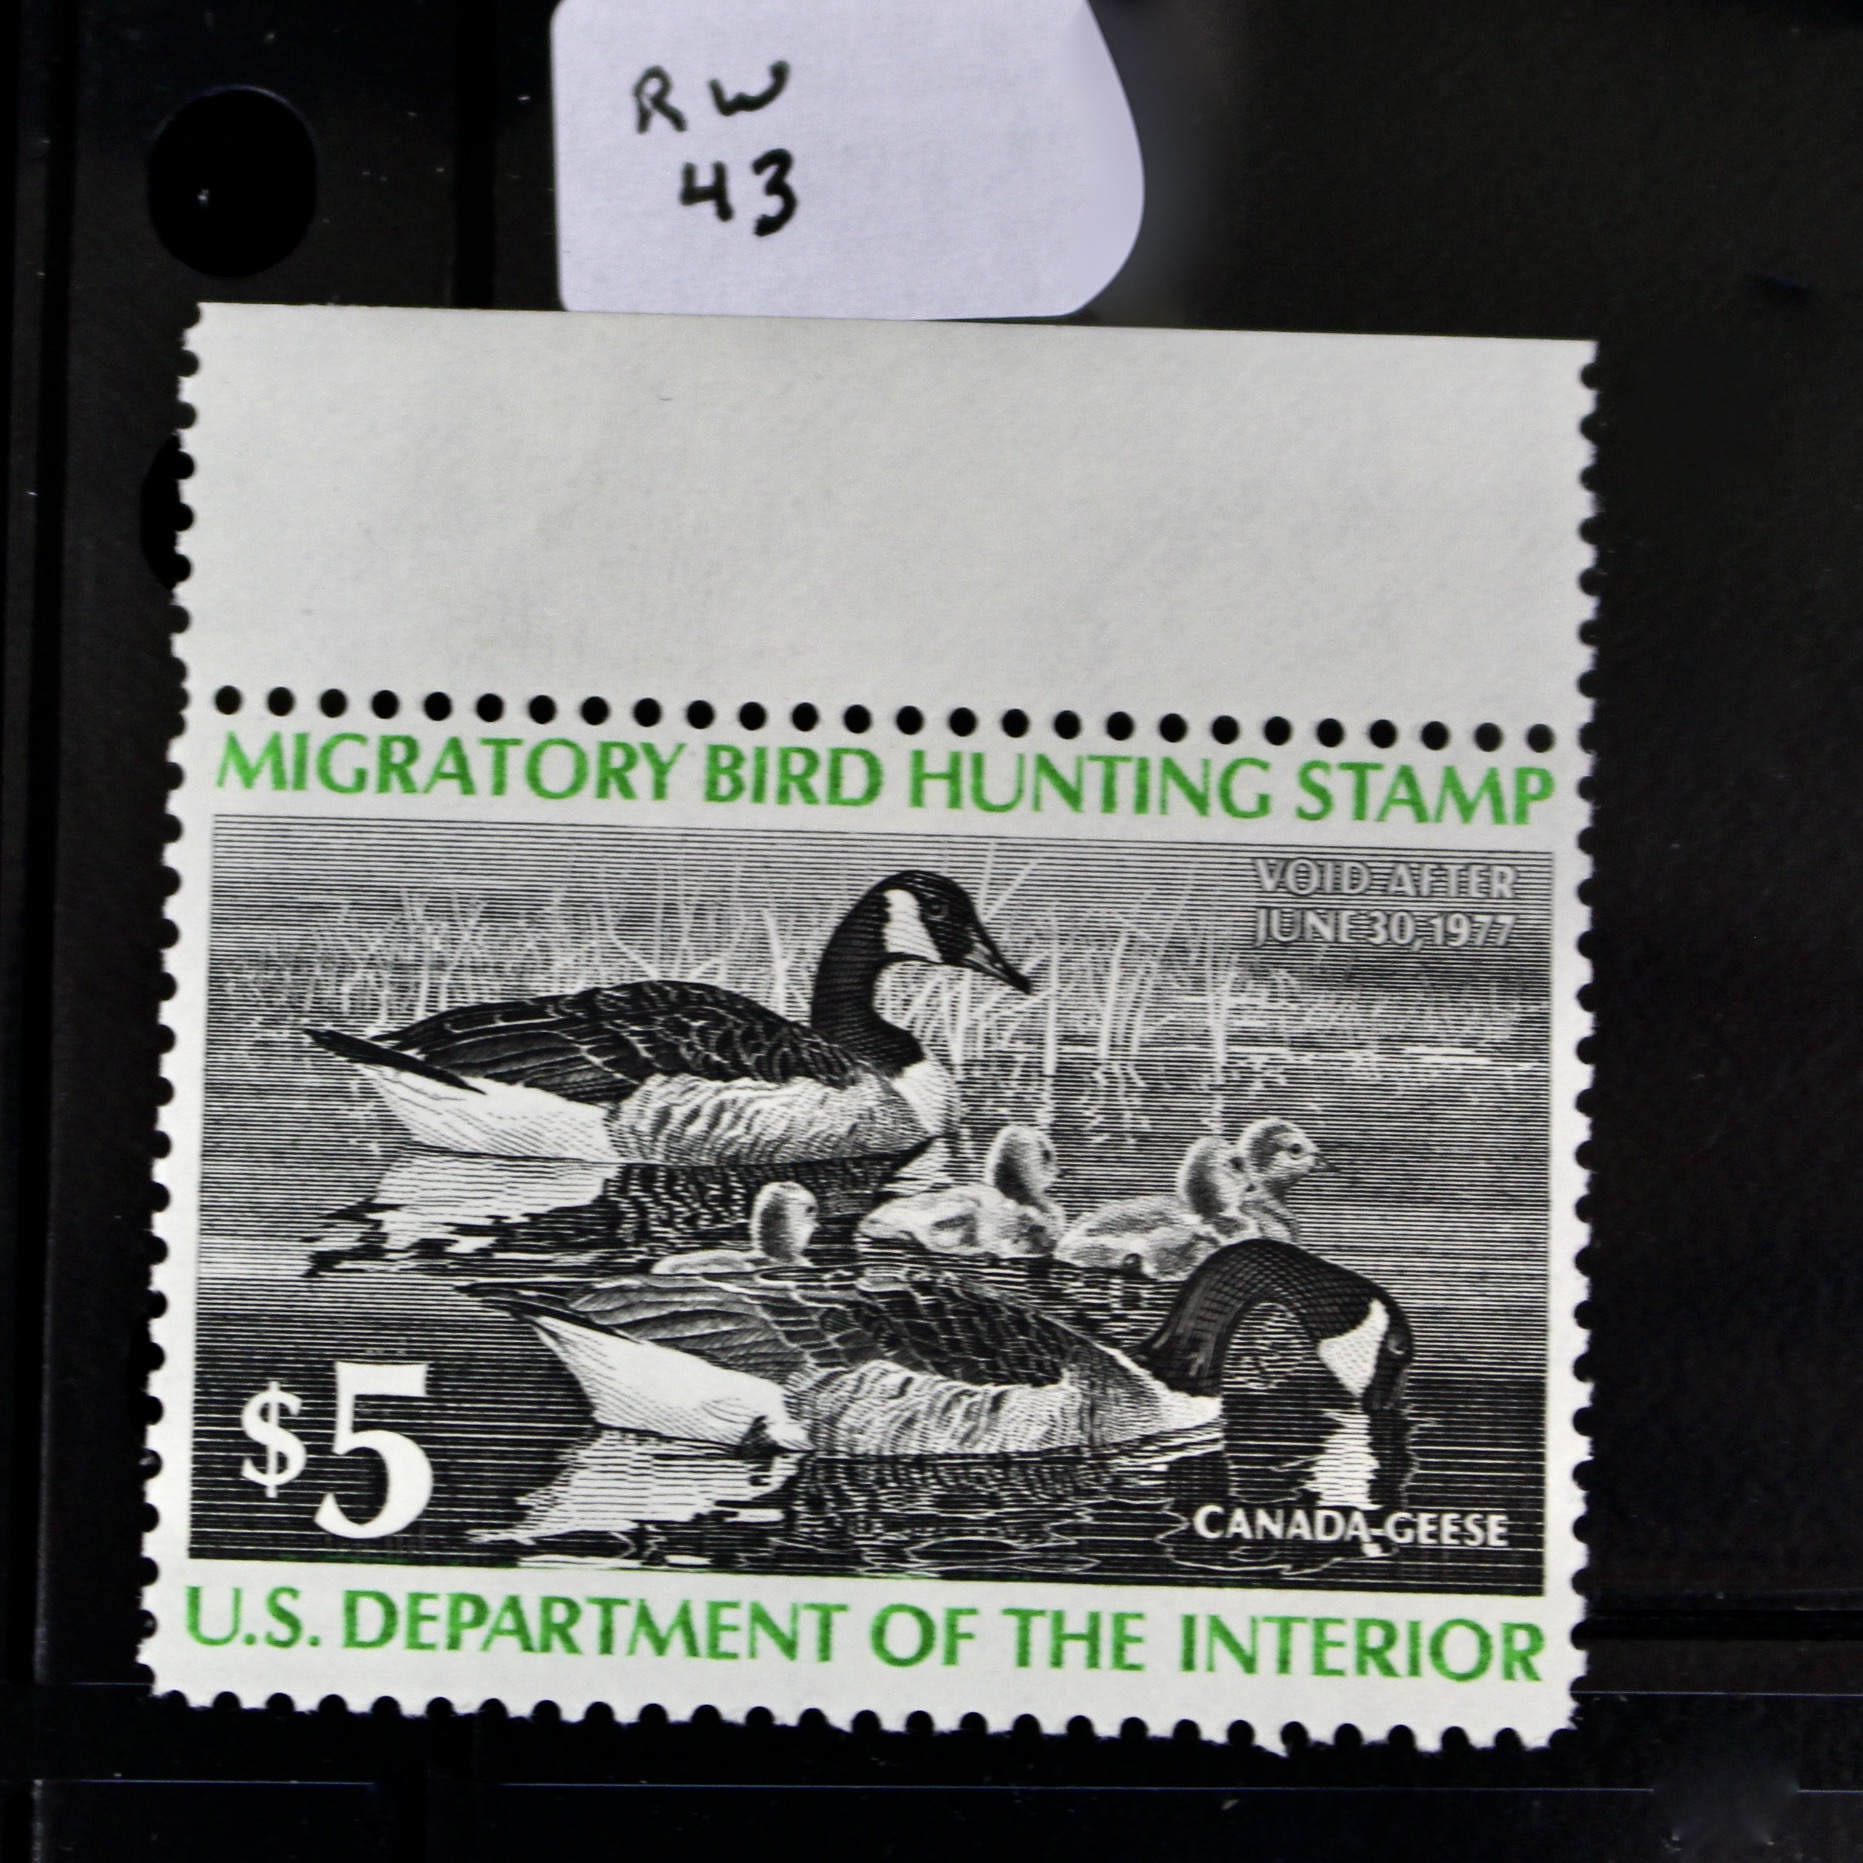 RW
43
MIGRATORY BIRD HUNTING STAMP
VOID AFTER
JUNE 30, 1977
$5
CANADA GEESE
U.S. DEPARTMENT OF THE INTERIOR